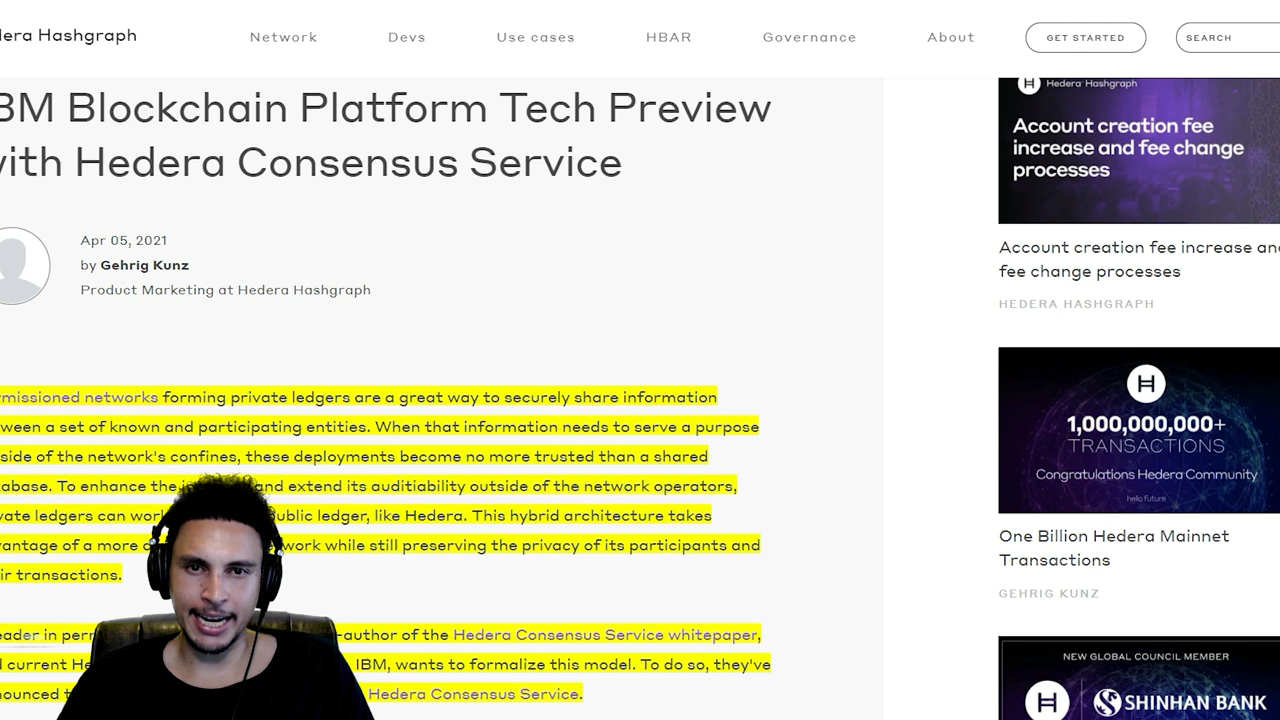 Hedera Hashgraph
Network
Devs
Use cases
HBAR
Governance
About
GET STARTED
SEARCH
BM Blockchain Platform Tech Preview
with Hedera Consensus Service
Apr 05, 2021
by Gehrig Kunz
Product Marketing at Hedera Hashgraph
missioned networks forming private ledgers are a great way to securely share information
ween a set of known and participating entities. When that information needs to serve a purpose
side of the network's confines, these deployments become no more trusted than a shared
abase. To enhance the and extend its auditiability outside of the network operators,
vate ledgers can work ublic ledger, like Hedera. This hybrid architecture takes
vantage of a more work while still preserving the privacy of its participants and
ir transactions.
eader in -author of the Hedera Consensus Service whitepaper,
current IBM, wants to formalize this model. To do so, they've
nounced Hedera Consensus Service.
Hedera Hashgraph
Account creation fee
increase and fee change
processes
Account creation fee increase an
fee change processes
HEDERA HASHGRAPH
H
1,000,000,000+
TRANSACTIONS
Congratulations Hedera Community
hello future
One Billion Hedera Mainnet
Transactions
GEHRIG KUNZ
NEW GLOBAL COUNCIL MEMBER
H
SHINHAN BANK